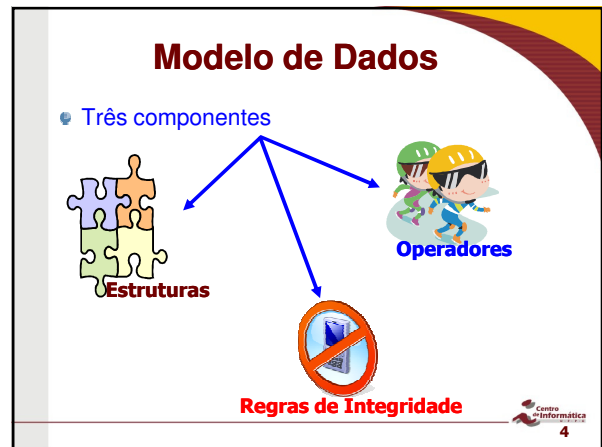 Modelo de Dados
Três componentes
Operadores
Estruturas
Regras de Integridade
Centro
de Informática
U F P E
4